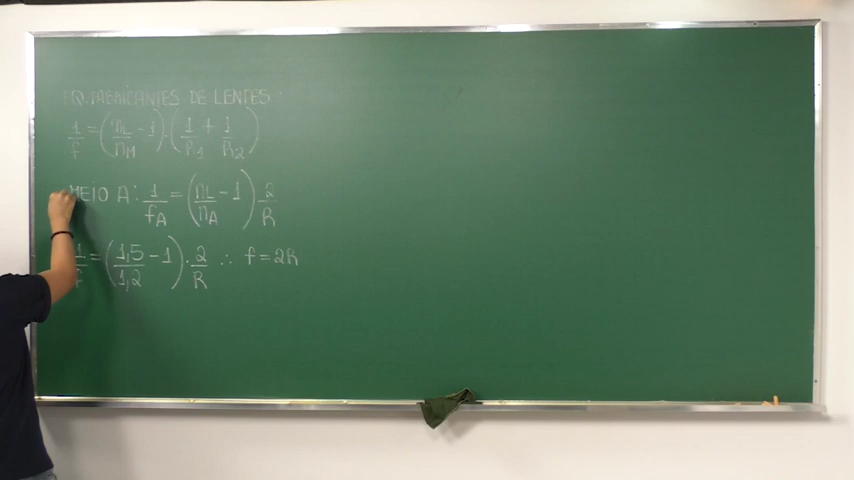 EQ. FABRICANTES DE LENTES:
1/f = (nL/nM - 1) . (1/R1 + 1/R2)
MEIO A: 1/fA = (nL/nA - 1) 2/R
1/f = (1,5/1,2 - 1) . 2/R ∴ f = 2R